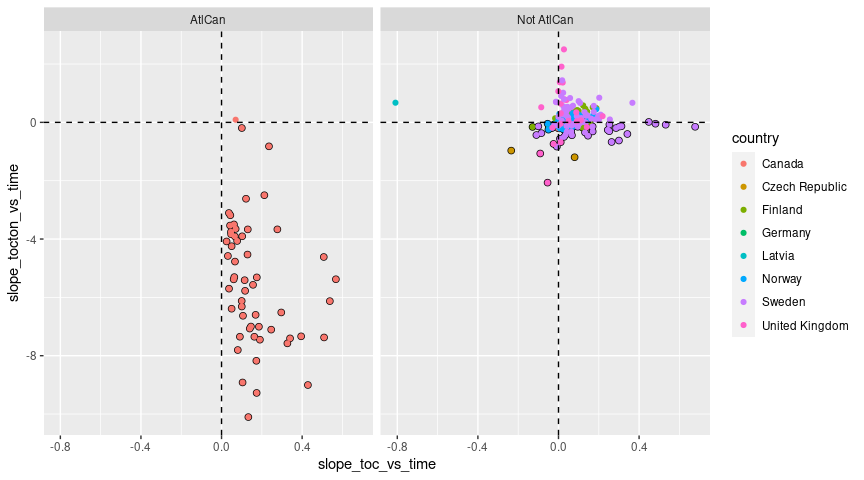 AtlCan
Not AtlCan
slope_tocton_vs_time
0
-4
-8
-0.8
-0.4
0.0
0.4
-0.8
-0.4
0.0
0.4
slope_toc_vs_time
country
Canada
Czech Republic
Finland
Germany
Latvia
Norway
Sweden
United Kingdom